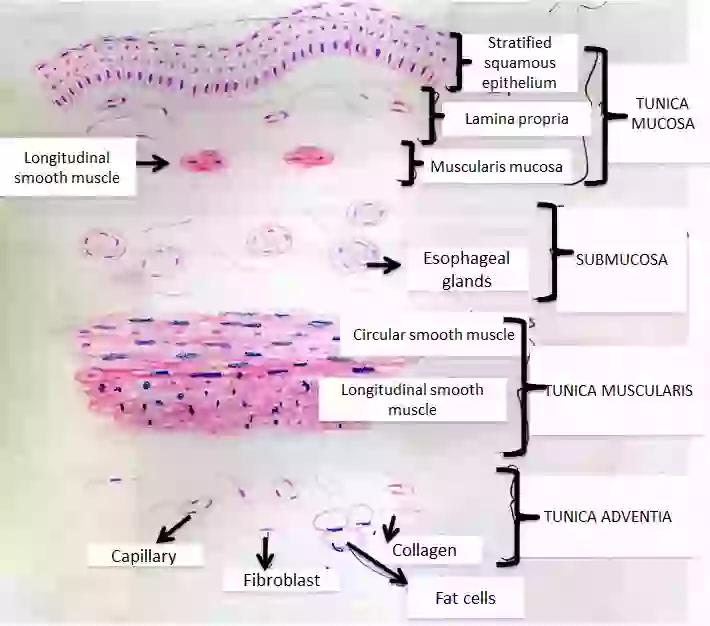 Stratified
squamous
epithelium
TUNICA
MUCOSA
Lamina propria
Longitudinal
smooth muscle
Muscularis mucosa
Esophageal
glands
SUBMUCOSA
Circular smooth muscle
Longitudinal smooth
muscle
TUNICA MUSCULARIS
TUNICA ADVENTIA
Capillary
Collagen
Fibroblast
Fat cells